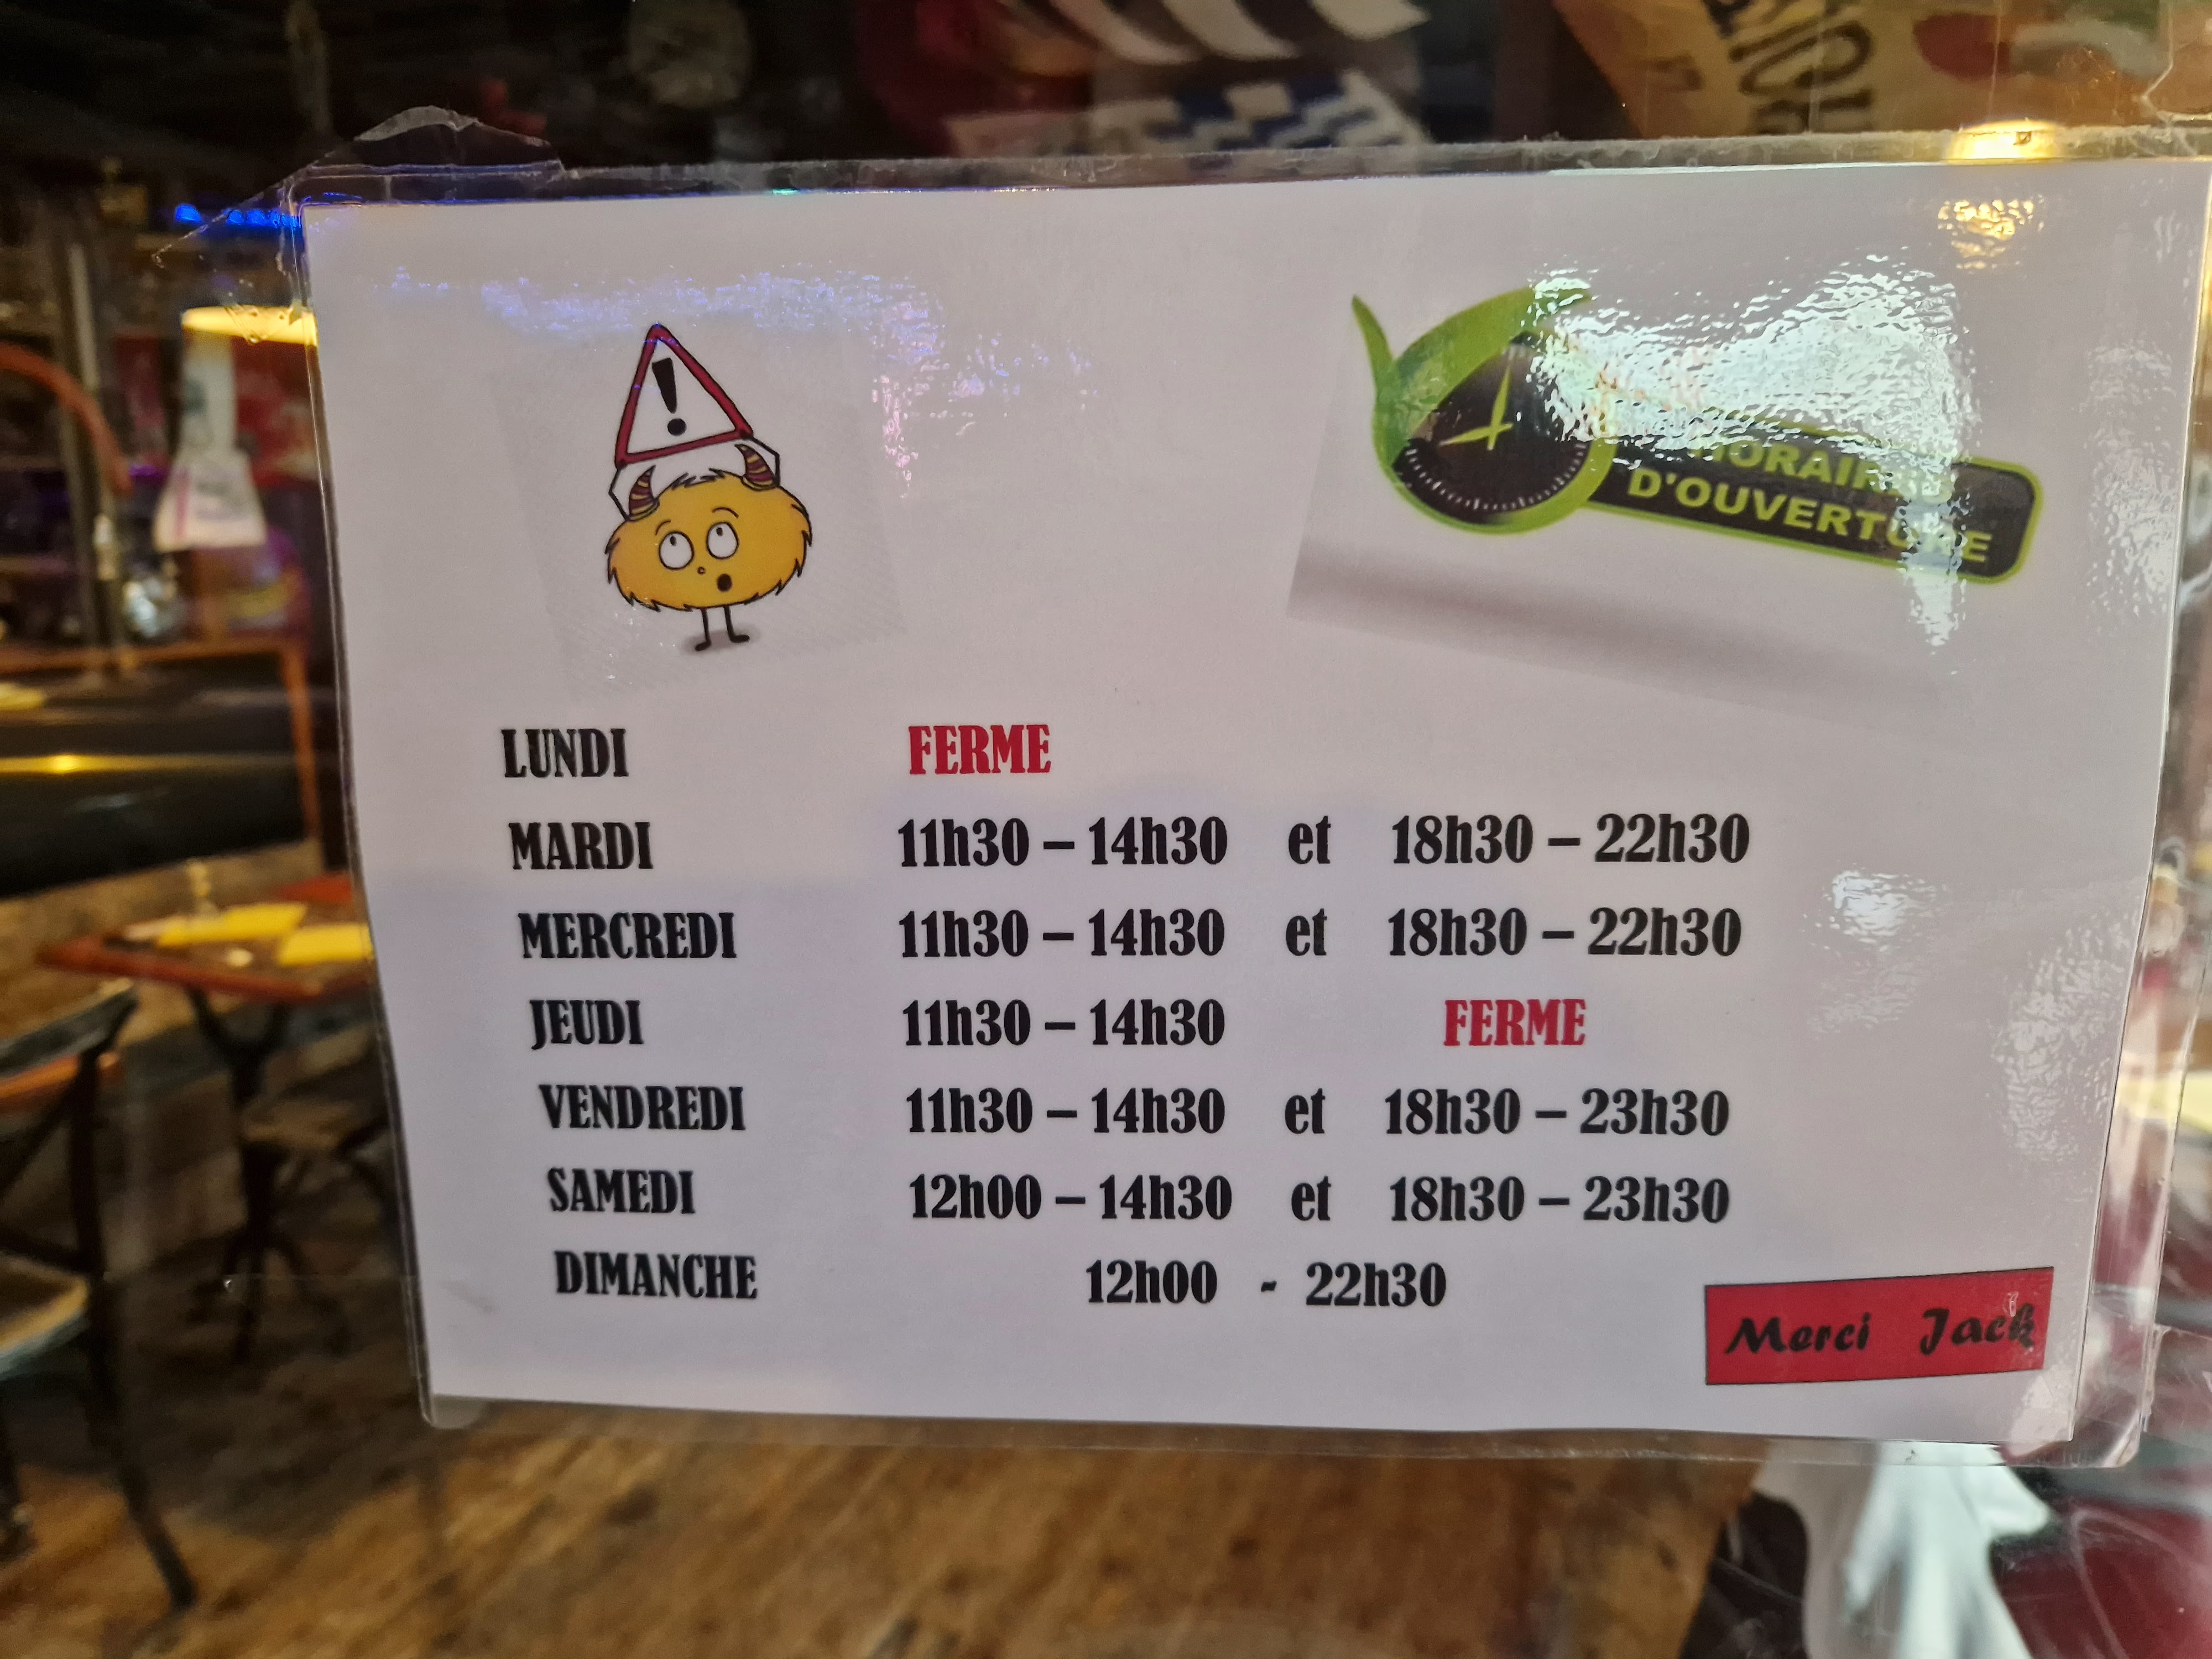 !
HORAIRES
D'OUVERTURE
LUNDI FERME
MARDI 11h30 – 14h30 et 18h30 – 22h30
MERCREDI 11h30 – 14h30 et 18h30 – 22h30
JEUDI 11h30 – 14h30 FERME
VENDREDI 11h30 – 14h30 et 18h30 – 23h30
SAMEDI 12h00 – 14h30 et 18h30 – 23h30
DIMANCHE 12h00 - 22h30
Merci Jack